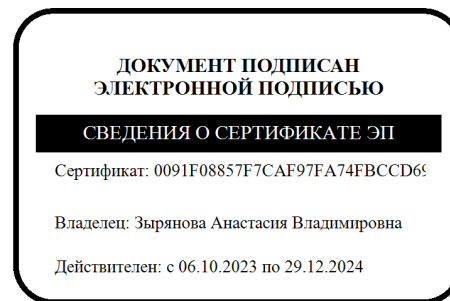 ДОКУМЕНТ ПОДПИСАН
ЭЛЕКТРОННОЙ ПОДПИСЬЮ
СВЕДЕНИЯ О СЕРТИФИКАТЕ ЭП
Сертификат: 0091F08857F7CAF97FA74FBCCD69
Владелец: Зырянова Анастасия Владимировна
Действителен: с 06.10.2023 по 29.12.2024